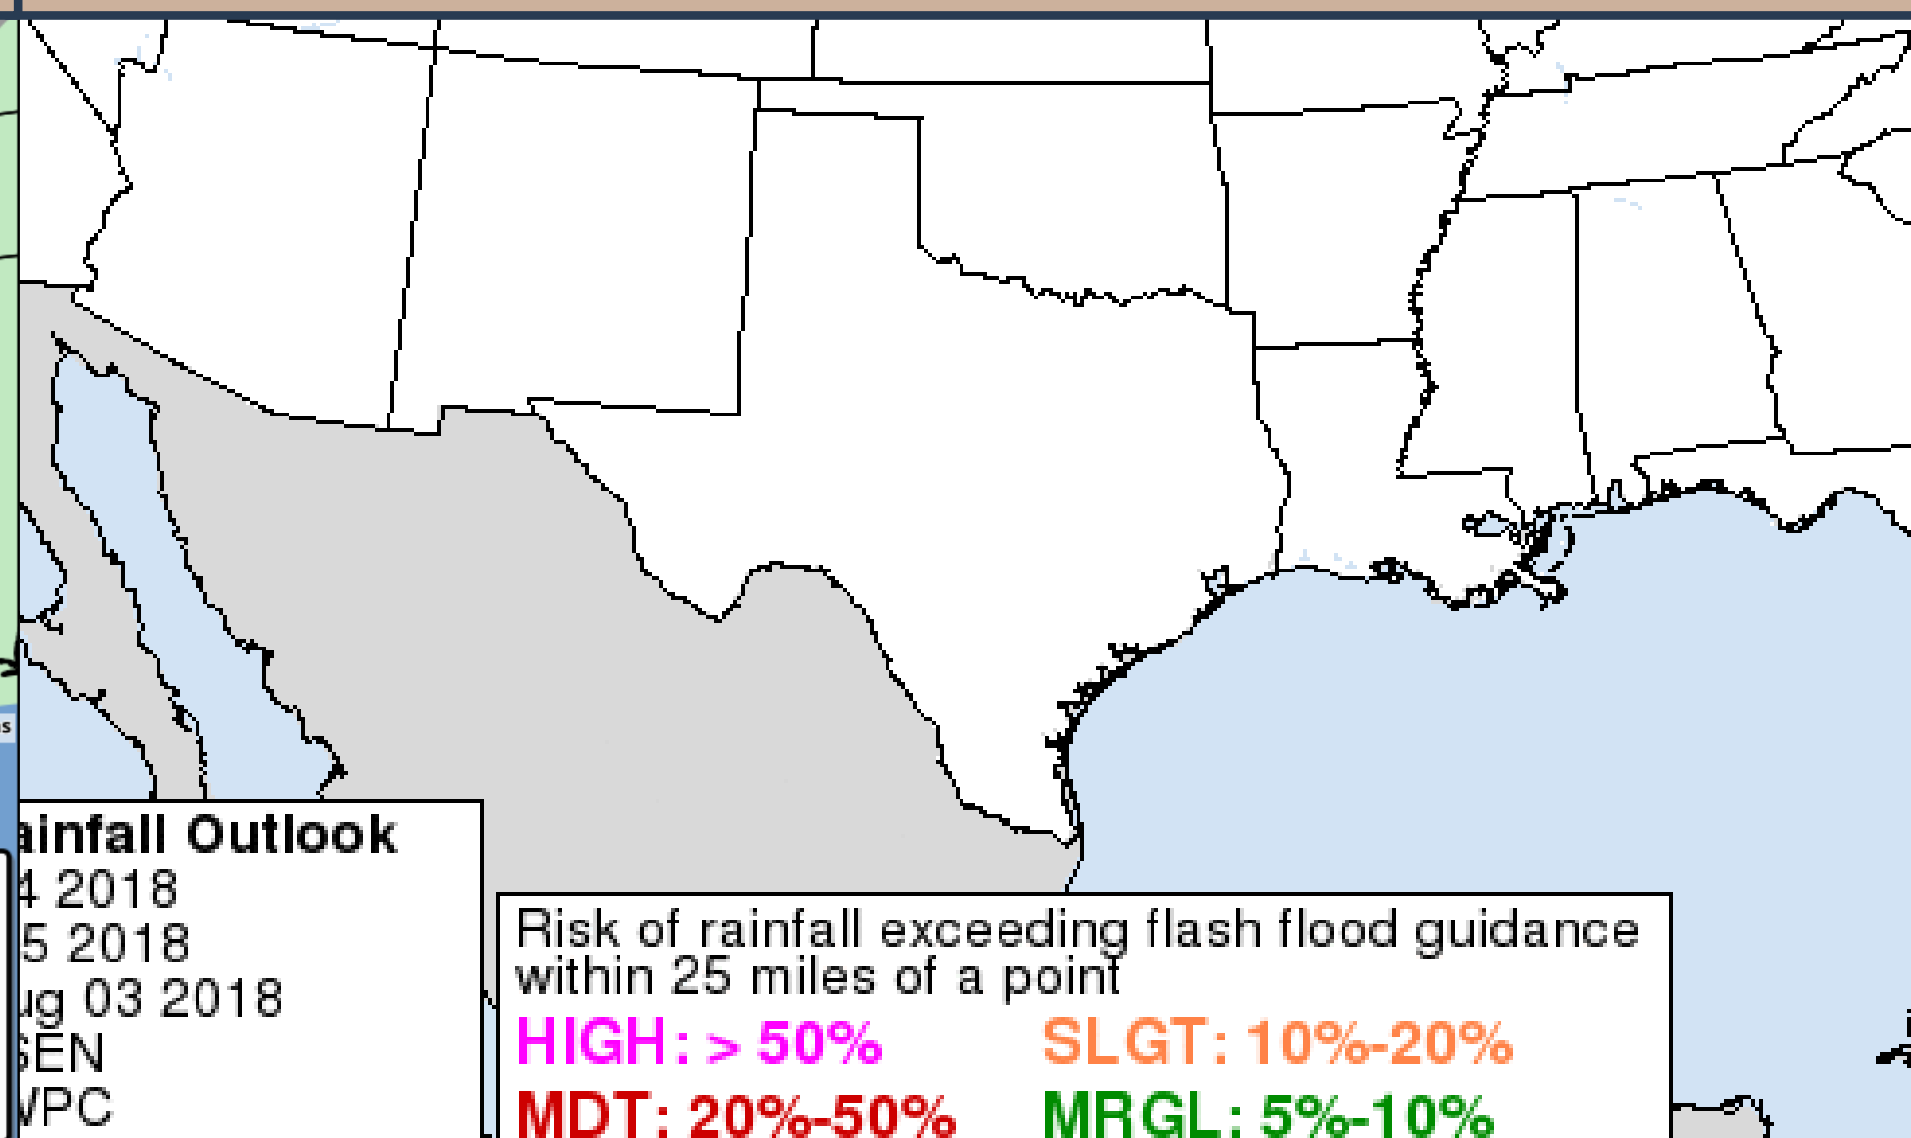 ainfall Outlook
4 2018
5 2018
ug 03 2018
SEN
WPC
Risk of rainfall exceeding flash flood guidance
within 25 miles of a point
HIGH: > 50% SLGT: 10%-20%
MDT: 20%-50% MRGL: 5%-10%